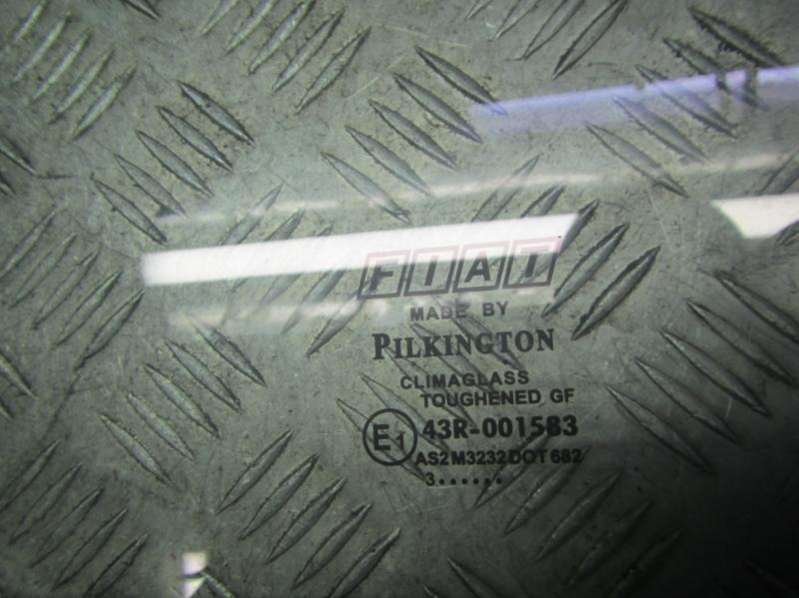 FIAT
MADE BY
PILKINGTON
CLIMAGLASS
TOUGHENED GF
E1 43R-001583
AS2 M3232 DOT 682
3......